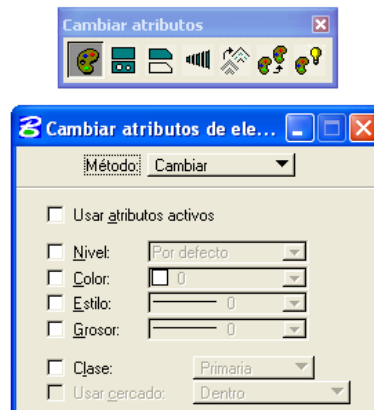 Cambiar atributos
Cambiar atributos de ele...
Método: Cambiar
Usar atributos activos
Nivel: Por defecto
Color: 0
Estilo: 0
Grosor: 0
Clase: Primaria
Usar cercado: Dentro